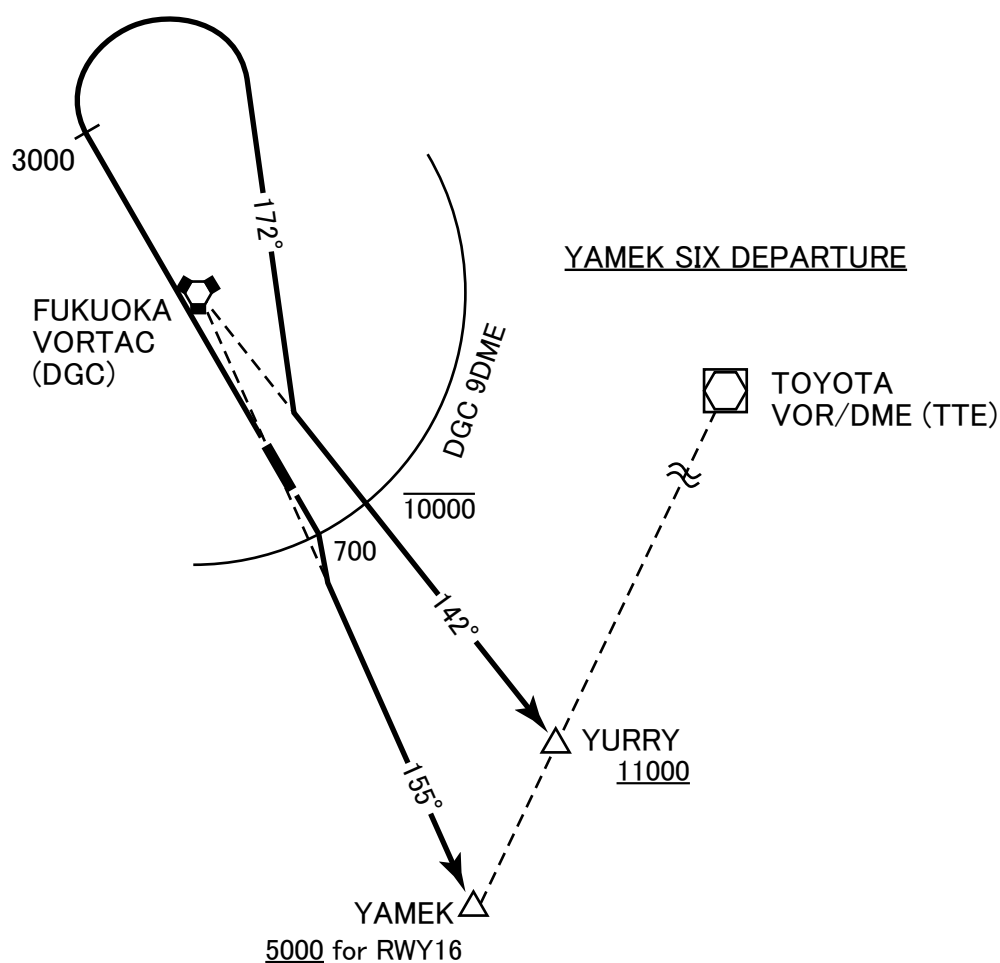 3000
172°
YAMEK SIX DEPARTURE
FUKUOKA
VORTAC
(DGC)
DGC 9DME
TOYOTA
VOR/DME (TTE)
10000
700
142°
YURRY
11000
155°
YAMEK
5000 for RWY16